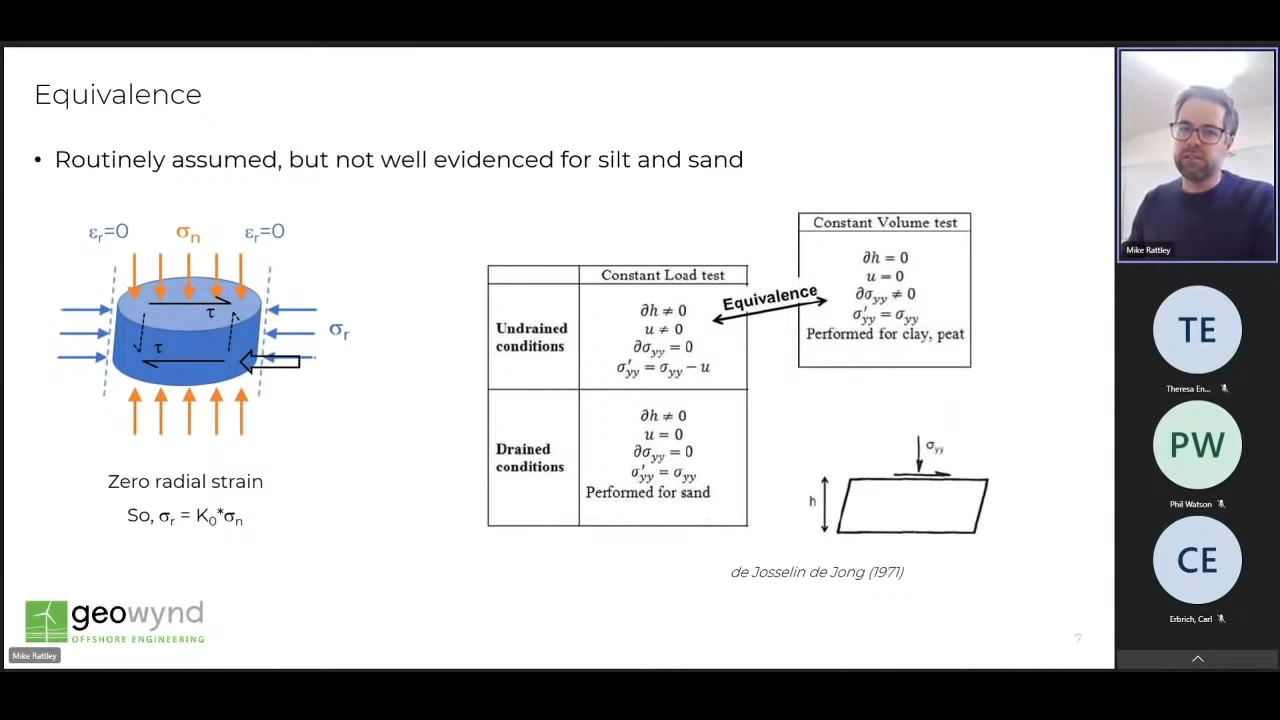 Equivalence
• Routinely assumed, but not well evidenced for silt and sand
εr=0
σn
εr=0
τ
τ
σr
Zero radial strain
So, σr = K0*σn
Constant Load test
Undrained
conditions
∂h ≠ 0
u ≠ 0
∂σyy = 0
σ′yy = σyy − u
Drained
conditions
∂h ≠ 0
u = 0
∂σyy = 0
σ′yy = σyy
Performed for sand
Equivalence
Constant Volume test
∂h = 0
u = 0
∂σyy ≠ 0
σ′yy = σyy
Performed for clay, peat
σyy
h
de Josselin de Jong (1971)
geowynd
OFFSHORE ENGINEERING
7
Mike Rattley
Mike Rattley
TE
Theresa En...
PW
Phil Watson
CE
Erbrich, Carl